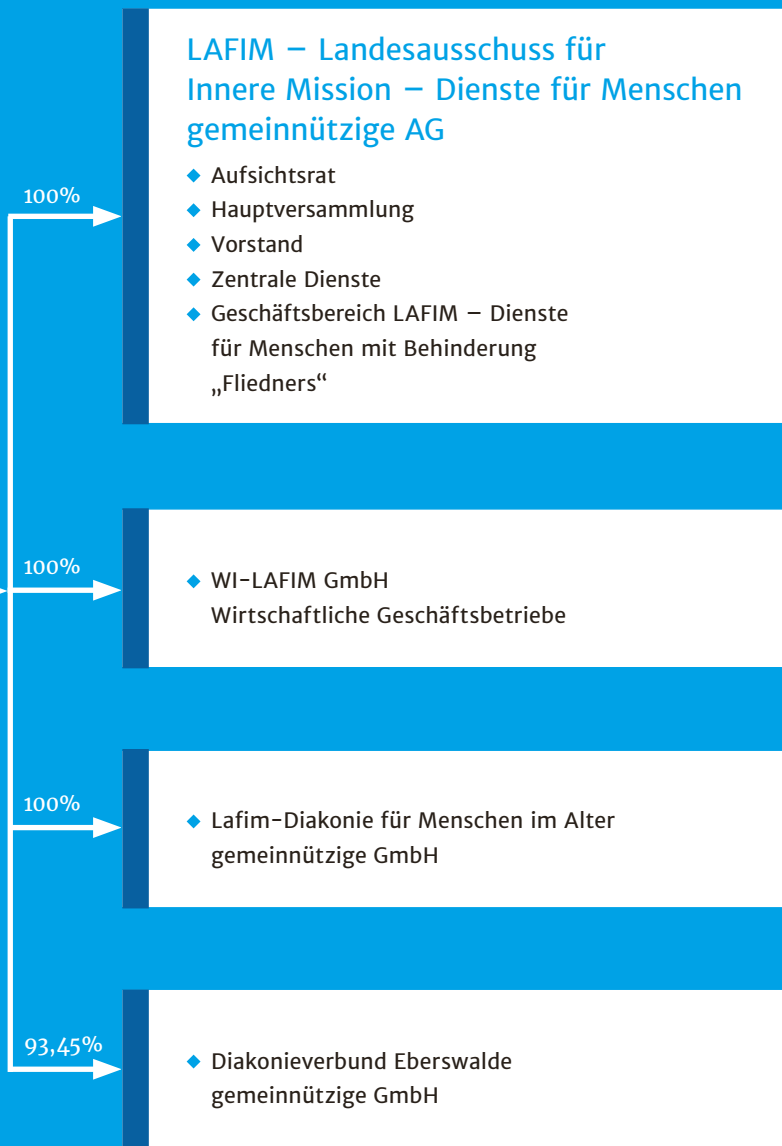 LAFIM – Landesausschuss für
Innere Mission – Dienste für Menschen
gemeinnützige AG
◆ Aufsichtsrat
100%
◆ Hauptversammlung
◆ Vorstand
◆ Zentrale Dienste
◆ Geschäftsbereich LAFIM – Dienste
für Menschen mit Behinderung
„Fliedners“
100%
◆ WI-LAFIM GmbH
Wirtschaftliche Geschäftsbetriebe
100%
◆ Lafim-Diakonie für Menschen im Alter
gemeinnützige GmbH
93,45%
◆ Diakonieverbund Eberswalde
gemeinnützige GmbH